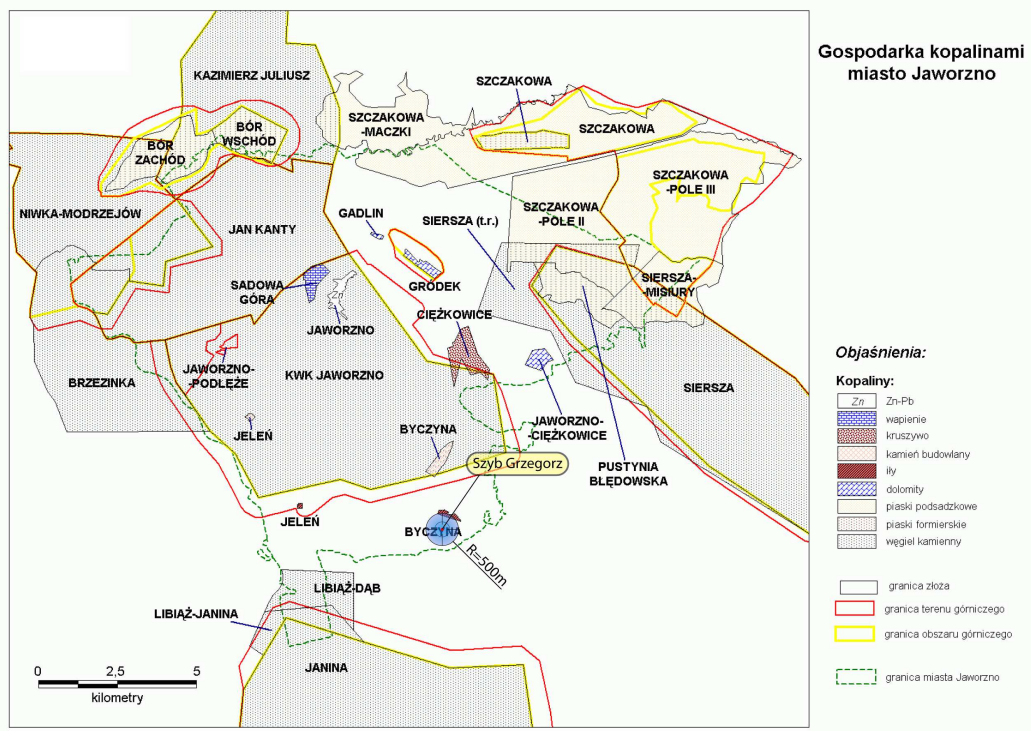 Gospodarka kopalinami
miasto Jaworzno
KAZIMIERZ JULIUSZ
SZCZAKOWA
SZCZAKOWA
-MACZKI
SZCZAKOWA
BÓR
WSCHÓD
BÓR
ZACHÓD
SZCZAKOWA
-POLE III
NIWKA-MODRZEJÓW
GADLIN
SIERSZA (t.r.)
SZCZAKOWA
-POLE II
JAN KANTY
SADOWA
GÓRA
GRÓDEK
SIERSZA-
MISIURY
Zn
CIĘŻKOWICE
JAWORZNO
BRZEZINKA
JAWORZNO-
PODŁĘŻE
KWK JAWORZNO
SIERSZA
JELEŃ
BYCZYNA
JAWORZNO-
CIĘŻKOWICE
Szyb Grzegorz
PUSTYNIA
BŁĘDOWSKA
JELEŃ
BYCZYNA
R=500m
LIBIĄŻ-DĄB
LIBIĄŻ-JANINA
JANINA
0 2,5 5
kilometry
Objaśnienia:
Kopaliny:
Zn Zn-Pb
wapienie
kruszywo
kamień budowlany
iły
dolomity
piaski podsadzkowe
piaski formierskie
węgiel kamienny
granica złoża
granica terenu górniczego
granica obszaru górniczego
granica miasta Jaworzno